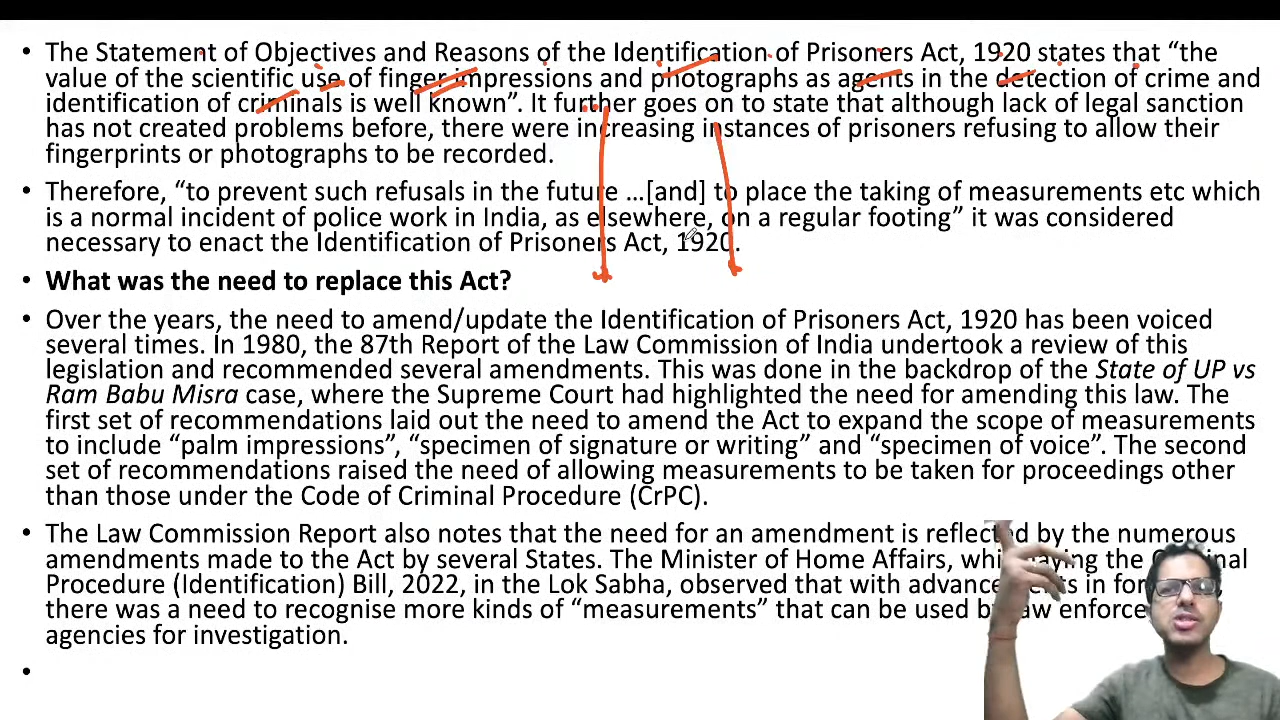 • The Statement of Objectives and Reasons of the Identification of Prisoners Act, 1920 states that “the
value of the scientific use of finger impressions and photographs as agents in the detection of crime and
identification of criminals is well known”. It further goes on to state that although lack of legal sanction
has not created problems before, there were increasing instances of prisoners refusing to allow their
fingerprints or photographs to be recorded.
• Therefore, “to prevent such refusals in the future …[and] to place the taking of measurements etc which
is a normal incident of police work in India, as elsewhere, on a regular footing” it was considered
necessary to enact the Identification of Prisoners Act, 1920.
• What was the need to replace this Act?
• Over the years, the need to amend/update the Identification of Prisoners Act, 1920 has been voiced
several times. In 1980, the 87th Report of the Law Commission of India undertook a review of this
legislation and recommended several amendments. This was done in the backdrop of the State of UP vs
Ram Babu Misra case, where the Supreme Court had highlighted the need for amending this law. The
first set of recommendations laid out the need to amend the Act to expand the scope of measurements
to include “palm impressions”, “specimen of signature or writing” and “specimen of voice”. The second
set of recommendations raised the need of allowing measurements to be taken for proceedings other
than those under the Code of Criminal Procedure (CrPC).
• The Law Commission Report also notes that the need for an amendment is reflected by the numerous
amendments made to the Act by several States. The Minister of Home Affairs, the
Procedure (Identification) Bill, 2022, in the Lok Sabha, observed that with in
there was a need to recognise more kinds of “measurements” that can be used
agencies for investigation.
•